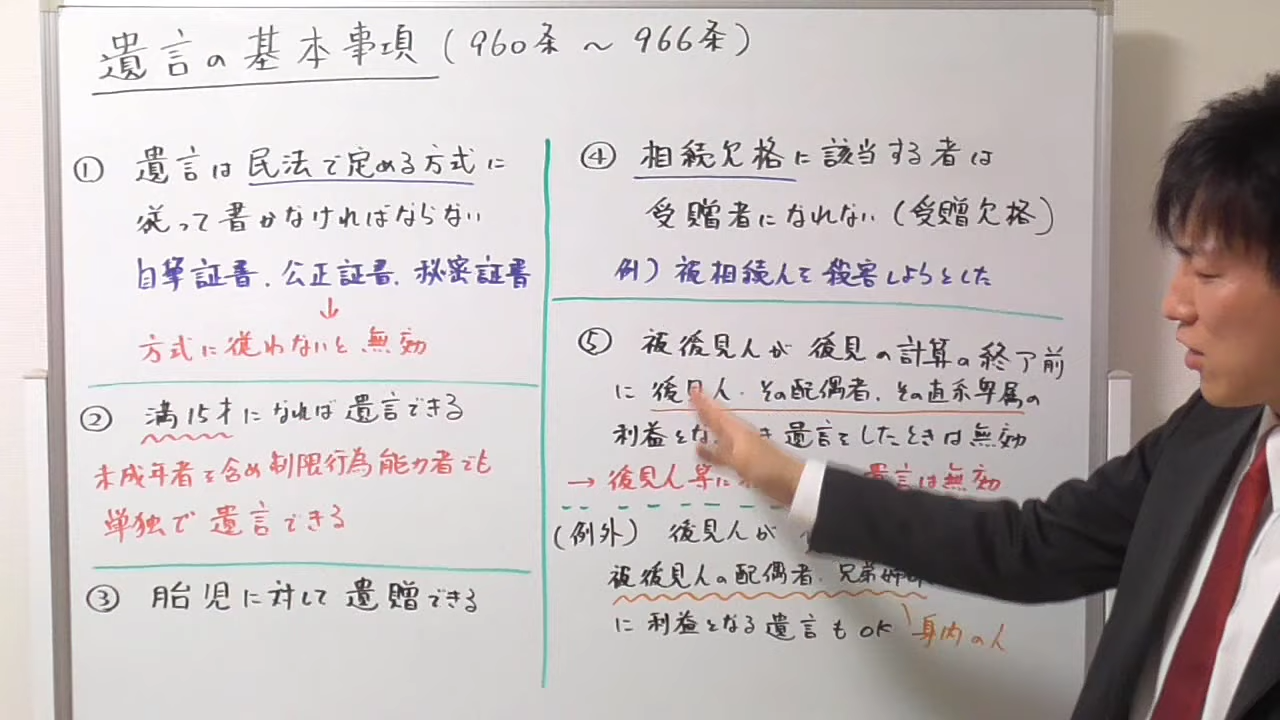 遺言の基本事項(960条～966条)
① 遺言は民法で定める方式に
従って書かなければならない
自筆証書、公正証書、秘密証書
↓
方式に従わないと無効
② 満15才になれば遺言できる
未成年者を含め制限行為能力者でも
単独で遺言できる
③ 胎児に対して遺贈できる
④ 相続欠格に該当する者は
受贈者になれない(受贈欠格)
例)被相続人を殺害しようとした
⑤ 被後見人が後見の計算の終了前
に後見人・その配偶者、その直系卑属の
利益とな き遺言をしたときは無効
→後見人等に 遺言は無効
(例外) 後見人が
被後見人の配偶者、兄弟姉妹
に利益となる遺言もOK
身内の人